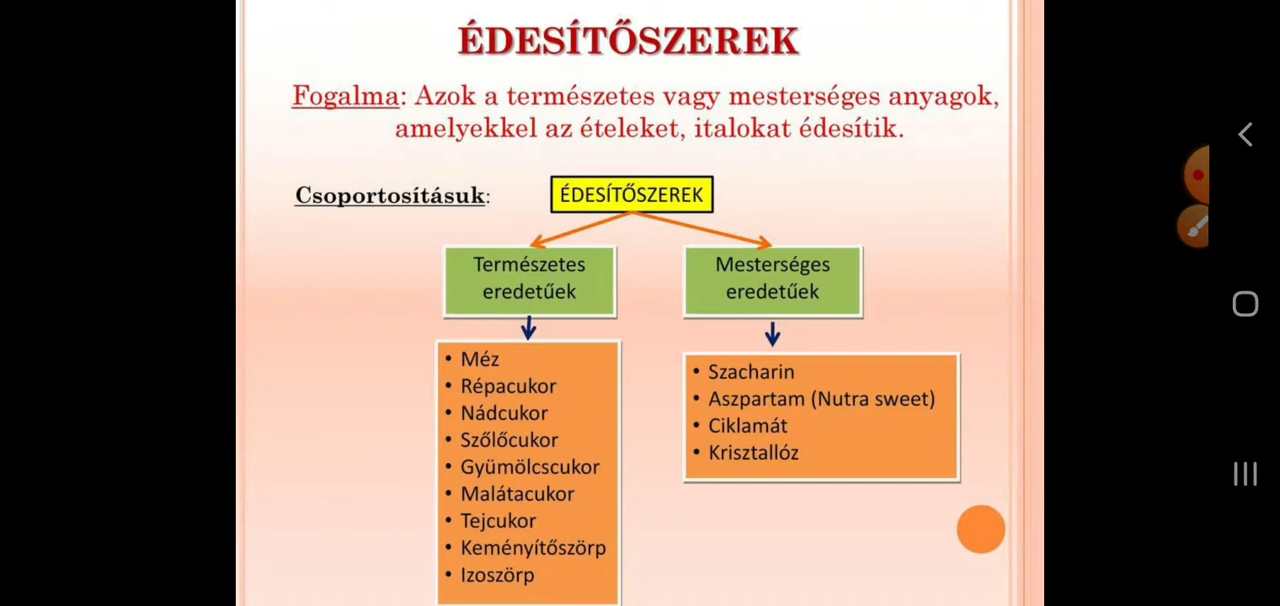 ÉDESÍTŐSZEREK
Fogalma: Azok a természetes vagy mesterséges anyagok,
amelyekkel az ételeket, italokat édesítik.
Csoportosításuk:
ÉDESÍTŐSZEREK
Természetes
eredetűek
Mesterséges
eredetűek
• Méz
• Répacukor
• Nádcukor
• Szőlőcukor
• Gyümölcscukor
• Malátacukor
• Tejcukor
• Keményítőszörp
• Izoszörp
• Szacharin
• Aszpartam (Nutra sweet)
• Ciklamát
• Krisztallóz